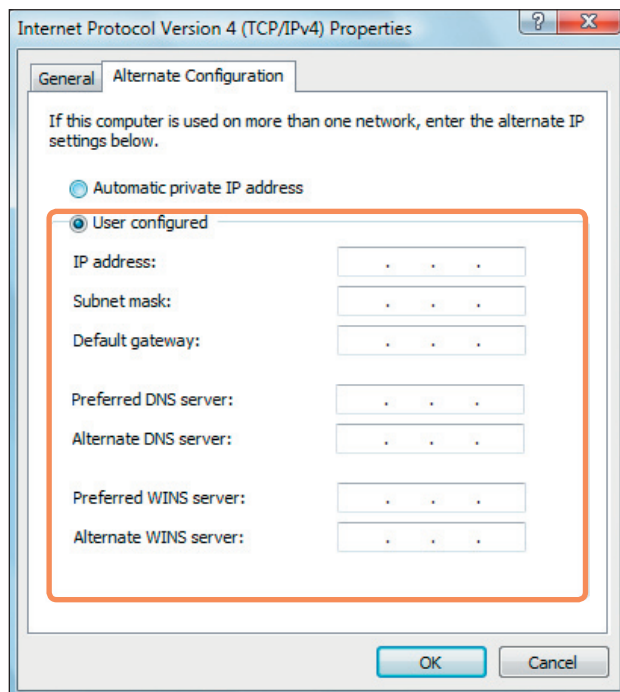 Internet Protocol Version 4 (TCP/IPv4) Properties
?
X
General
Alternate Configuration
If this computer is used on more than one network, enter the alternate IP
settings below.
Automatic private IP address
User configured
IP address: . . .
Subnet mask: . . .
Default gateway: . . .
Preferred DNS server: . . .
Alternate DNS server: . . .
Preferred WINS server: . . .
Alternate WINS server: . . .
OK
Cancel